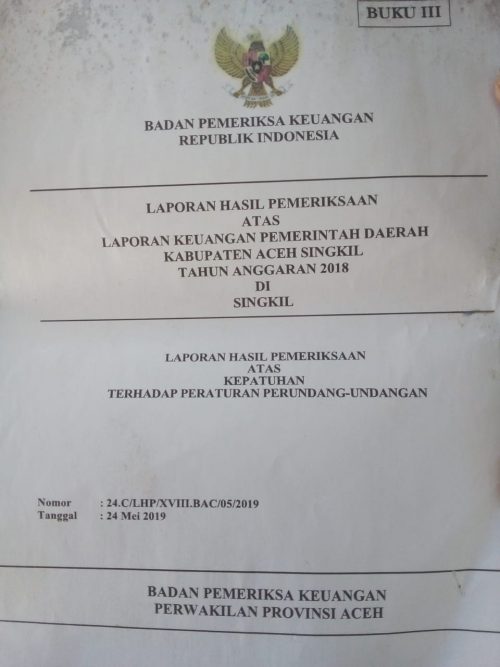 BUKU III
BADAN PEMERIKSA KEUANGAN
REPUBLIK INDONESIA
LAPORAN HASIL PEMERIKSAAN
ATAS
LAPORAN KEUANGAN PEMERINTAH DAERAH
KABUPATEN ACEH SINGKIL
TAHUN ANGGARAN 2018
DI
SINGKIL
LAPORAN HASIL PEMERIKSAAN
ATAS
KEPATUHAN
TERHADAP PERATURAN PERUNDANG-UNDANGAN
Nomor : 24.C/LHP/XVIII.BAC/05/2019
Tanggal : 24 Mei 2019
BADAN PEMERIKSA KEUANGAN
PERWAKILAN PROVINSI ACEH